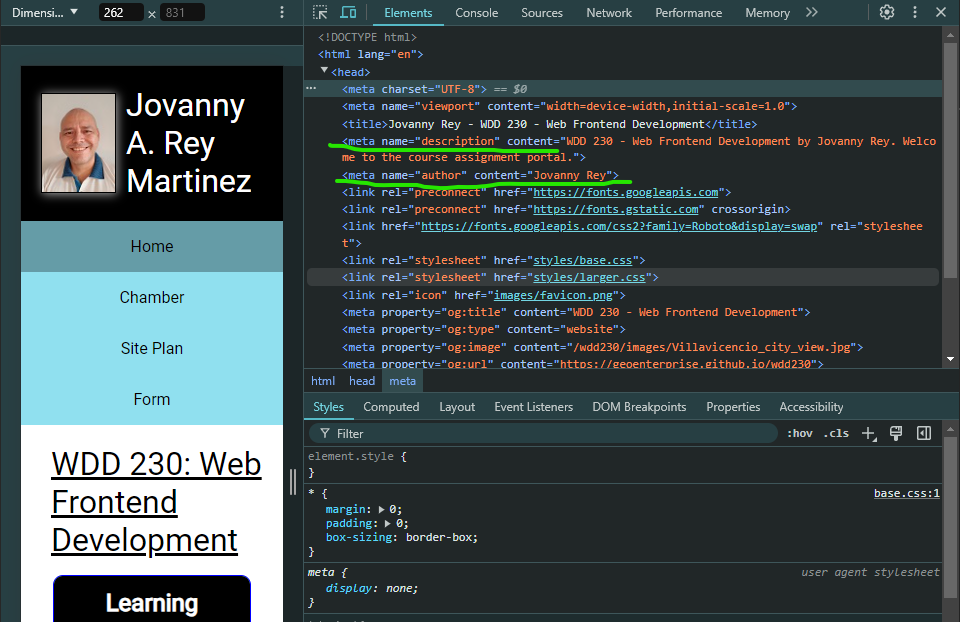 Dimensi... 262 × 831
Elements Console Sources Network Performance Memory
Jovanny
A. Rey
Martinez
Home
Chamber
Site Plan
Form
WDD 230: Web
Frontend
Development
Learning
<!DOCTYPE html>
<html lang="en">
<head>
<meta charset="UTF-8"> == $0
<meta name="viewport" content="width=device-width,initial-scale=1.0">
<title>Jovanny Rey - WDD 230 - Web Frontend Development</title>
<meta name="description" content="WDD 230 - Web Frontend Development by Jovanny Rey. Welco
me to the course assignment portal.">
<meta name="author" content="Jovanny Rey">
<link rel="preconnect" href="https://fonts.googleapis.com">
<link rel="preconnect" href="https://fonts.gstatic.com" crossorigin>
<link href="https://fonts.googleapis.com/css2?family=Roboto&display=swap" rel="styleshee
t">
<link rel="stylesheet" href="styles/base.css">
<link rel="stylesheet" href="styles/larger.css">
<link rel="icon" href="images/favicon.png">
<meta property="og:title" content="WDD 230 - Web Frontend Development">
<meta property="og:type" content="website">
<meta property="og:image" content="/wdd230/images/Villavicencio_city_view.jpg">
<meta property="og:url" content="https://geoenterprise.github.io/wdd230">
html head meta
Styles Computed Layout Event Listeners DOM Breakpoints Properties Accessibility
Filter :hov .cls
element.style {
}
* { base.css:1
margin: 0;
padding: 0;
box-sizing: border-box;
}
meta { user agent stylesheet
display: none;
}